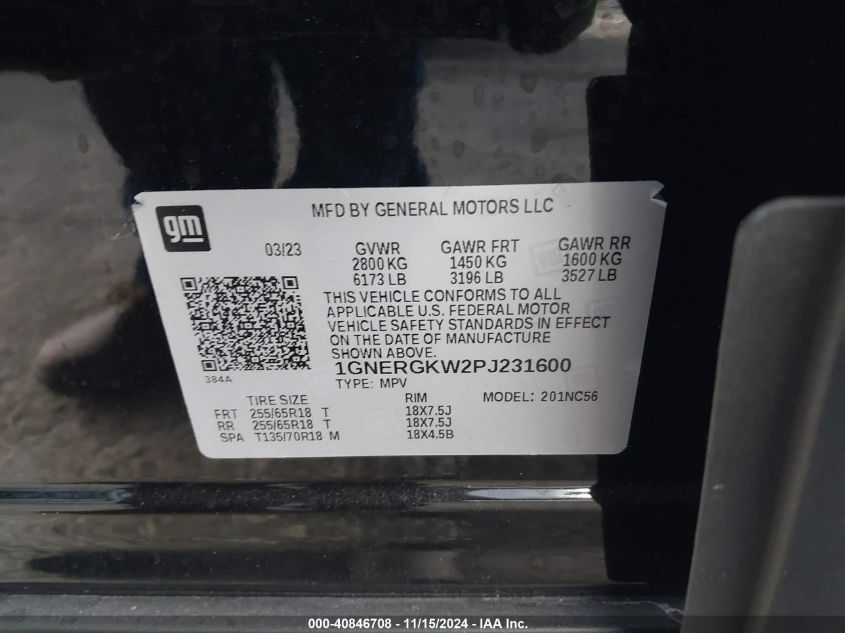 gm
MFD BY GENERAL MOTORS LLC
03/23 GVWR GAWR FRT GAWR RR
2800 KG 1450 KG 1600 KG
6173 LB 3196 LB 3527 LB
THIS VEHICLE CONFORMS TO ALL
APPLICABLE U.S. FEDERAL MOTOR
VEHICLE SAFETY STANDARDS IN EFFECT
ON THE DATE OF MANUFACTURE
SHOWN ABOVE.
1GNERGKW2PJ231600
384A
TYPE: MPV
TIRE SIZE RIM MODEL: 201NC56
FRT 255/65R18 T 18X7.5J
RR 255/65R18 T 18X7.5J
SPA T135/70R18 M 18X4.5B
000-40846708 - 11/15/2024 - IAA Inc.